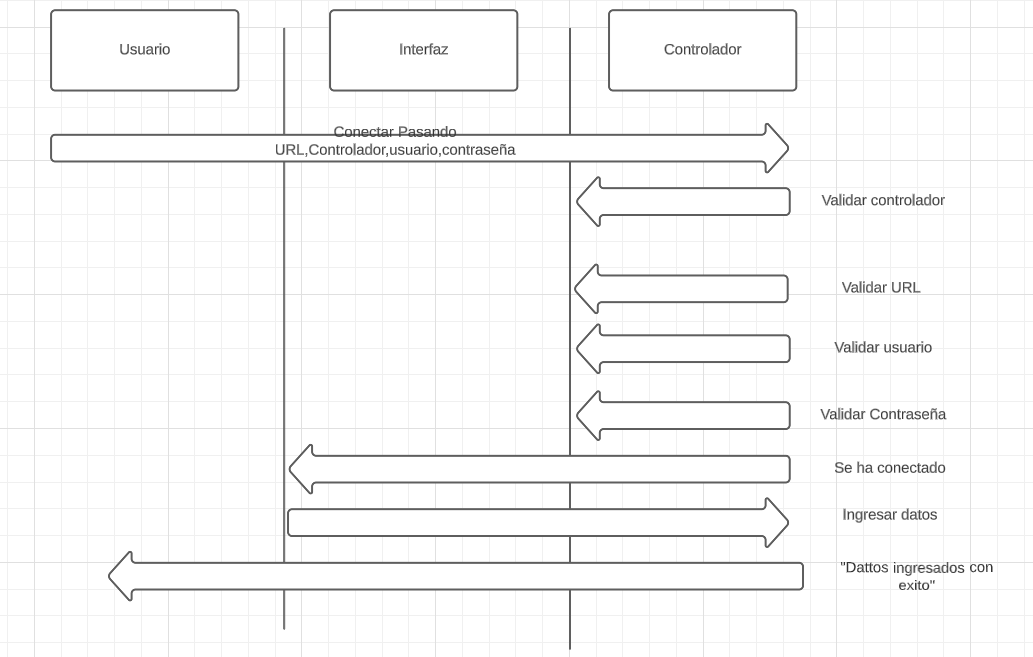 Usuario
Interfaz
Controlador
Conectar Pasando
URL,Controlador,usuario,contraseña
Validar controlador
Validar URL
Validar usuario
Validar Contraseña
Se ha conectado
Ingresar datos
"Dattos ingresados con
exito"